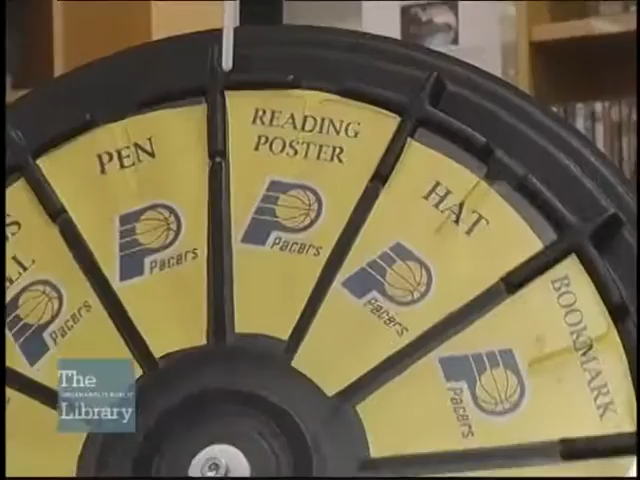 PEN
Pacers
READING
POSTER
Pacers
HAT
Pacers
BOOKMARK
Pacers
Pacers
The
Library